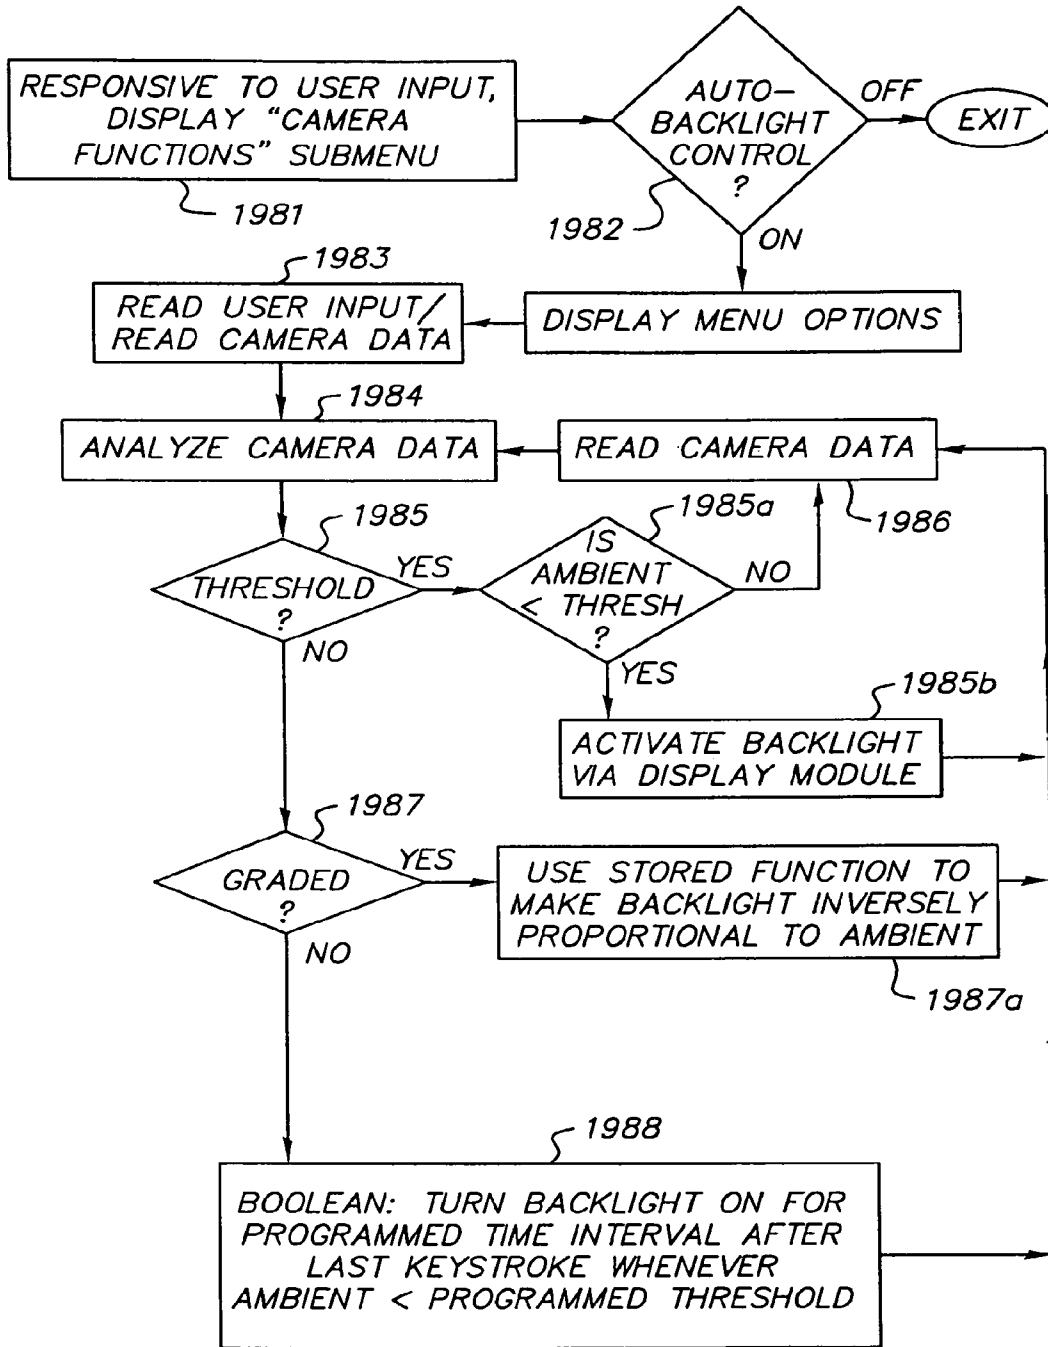 RESPONSIVE TO USER INPUT,
DISPLAY "CAMERA
FUNCTIONS" SUBMENU
1981
AUTO-
BACKLIGHT
CONTROL
?
1982
OFF
EXIT
ON
DISPLAY MENU OPTIONS
1983
READ USER INPUT/
READ CAMERA DATA
1984
ANALYZE CAMERA DATA
READ CAMERA DATA
1986
1985
THRESHOLD
?
YES
NO
1985a
IS
AMBIENT
< THRESH
?
NO
YES
1985b
ACTIVATE BACKLIGHT
VIA DISPLAY MODULE
1987
GRADED
?
YES
NO
USE STORED FUNCTION TO
MAKE BACKLIGHT INVERSELY
PROPORTIONAL TO AMBIENT
1987a
1988
BOOLEAN: TURN BACKLIGHT ON FOR
PROGRAMMED TIME INTERVAL AFTER
LAST KEYSTROKE WHENEVER
AMBIENT < PROGRAMMED THRESHOLD